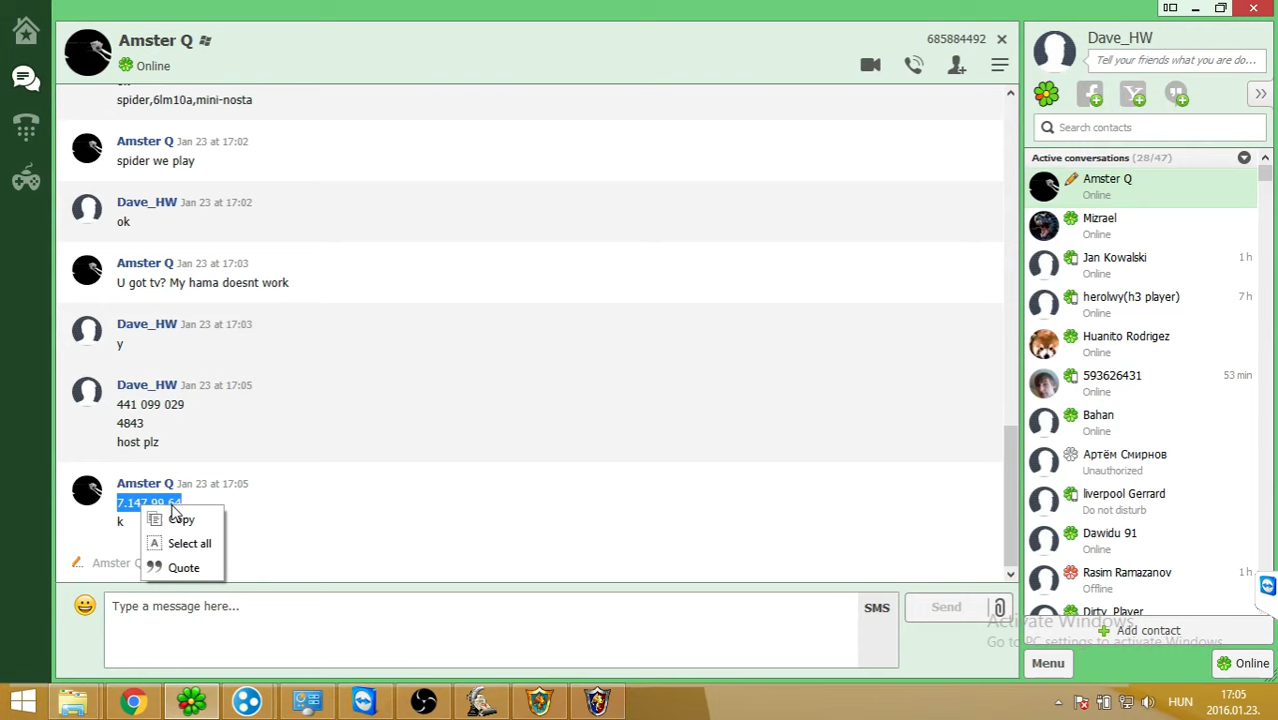 Amster Q
Online
685884492
ok
spider,6lm10a,mini-nosta
Amster Q Jan 23 at 17:02
spider we play
Dave_HW Jan 23 at 17:02
ok
Amster Q Jan 23 at 17:03
U got tv? My hama doesnt work
Dave_HW Jan 23 at 17:03
y
Dave_HW Jan 23 at 17:05
441 099 029
4843
host plz
Amster Q Jan 23 at 17:05
7.147.99.64
k
Copy
Select all
Quote
Amster Q
Type a message here...
SMS
Send
Dave_HW
Tell your friends what you are do...
Search contacts
Active conversations (28/47)
Amster Q
Online
Mizrael
Online
Jan Kowalski 1 h
Online
herolwy(h3 player) 7 h
Online
Huanito Rodrigez
Online
593626431 53 min
Online
Bahan
Online
Артём Смирнов
Unauthorized
liverpool Gerrard
Do not disturb
Dawidu 91
Online
Rasim Ramazanov 1 h
Offline
Dirty_Player
Activate Windows
Go to PC settings to activate Windows.
Add contact
Menu
Online
HUN
17:05
2016.01.23.